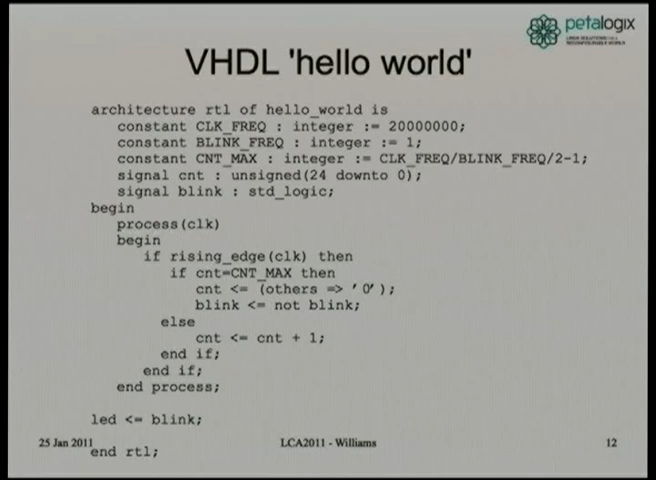 petalogix
VHDL 'hello world'
architecture rtl of hello_world is
constant CLK_FREQ : integer := 20000000;
constant BLINK_FREQ : integer := 1;
constant CNT_MAX : integer := CLK_FREQ/BLINK_FREQ/2-1;
signal cnt : unsigned(24 downto 0);
signal blink : std_logic;
begin
process(clk)
begin
if rising_edge(clk) then
if cnt=CNT_MAX then
cnt <= (others => '0');
blink <= not blink;
else
cnt <= cnt + 1;
end if;
end if;
end process;
led <= blink;
25 Jan 2011
LCA2011 - Williams
12
end rtl;